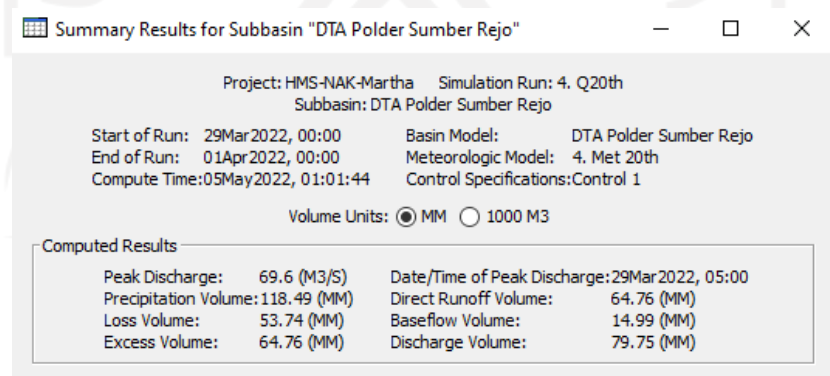 Summary Results for Subbasin "DTA Polder Sumber Rejo"
Project: HMS-NAK-Martha Simulation Run: 4. Q20th
Subbasin: DTA Polder Sumber Rejo
Start of Run: 29Mar2022, 00:00 Basin Model: DTA Polder Sumber Rejo
End of Run: 01Apr2022, 00:00 Meteorologic Model: 4. Met 20th
Compute Time:05May2022, 01:01:44 Control Specifications:Control 1
Volume Units: MM 1000 M3
Computed Results
Peak Discharge: 69.6 (M3/S) Date/Time of Peak Discharge:29Mar2022, 05:00
Precipitation Volume:118.49 (MM) Direct Runoff Volume: 64.76 (MM)
Loss Volume: 53.74 (MM) Baseflow Volume: 14.99 (MM)
Excess Volume: 64.76 (MM) Discharge Volume: 79.75 (MM)